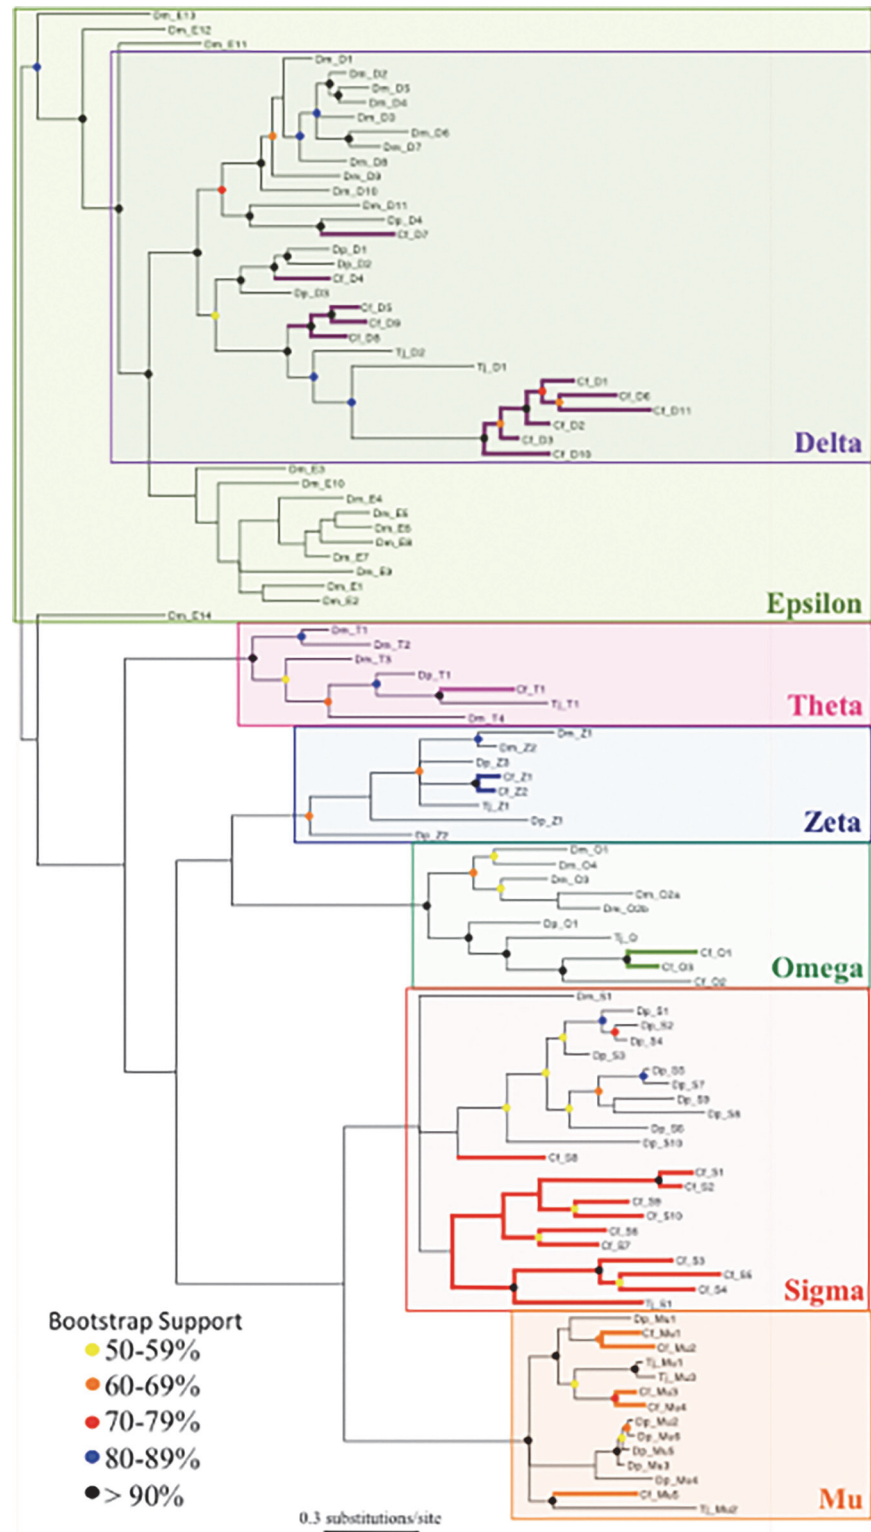 Dm_E13
Dm_E12
Dm_E11
Dm_D1
Dm_D2
Dm_D5
Dm_D4
Dm_D3
Dm_D6
Dm_D7
Dm_D8
Dm_D9
Dm_D10
Dm_D11
Dp_D4
Cf_D7
Dp_D1
Dp_D2
Cf_D4
Dp_D3
Cf_D5
Cf_D9
Cf_D8
Tj_D2
Tj_D1
Cf_D1
Cf_D6
Cf_D11
Cf_D2
Cf_D3
Delta
Cf_D10
Dm_E3
Dm_E10
Dm_E4
Dm_E5
Dm_E6
Dm_E8
Dm_E7
Dm_E9
Dm_E1
Dm_E2
Epsilon
Dm_E14
Dm_T1
Dm_T2
Dm_T3
Dp_T1
Cf_T1
Tj_T1
Theta
Dm_T4
Dm_Z1
Dm_Z2
Dp_Z3
Cf_Z1
Cf_Z2
Tj_Z1
Dp_Z1
Zeta
Dp_Z2
Dm_O1
Dm_O4
Dm_O3
Dm_O2a
Dm_O2b
Dp_O1
Tj_O
Cf_O1
Cf_O3
Omega
Cf_O2
Dm_S1
Dp_S1
Dp_S2
Dp_S4
Dp_S3
Dp_S5
Dp_S7
Dp_S9
Dp_S8
Dp_S6
Dp_S10
Cf_S8
Cf_S1
Cf_S2
Cf_S9
Cf_S10
Cf_S6
Cf_S7
Cf_S3
Cf_S5
Cf_S4
Sigma
Tj_S1
Bootstrap Support
50-59%
60-69%
70-79%
80-89%
> 90%
Dp_Mu1
Cf_Mu1
Cf_Mu2
Tj_Mu1
Tj_Mu3
Cf_Mu3
Cf_Mu4
Dp_Mu2
Dp_Mu6
Dp_Mu5
Dp_Mu3
Dp_Mu4
Cf_Mu5
Mu
Tj_Mu2
0.3 substitutions/site